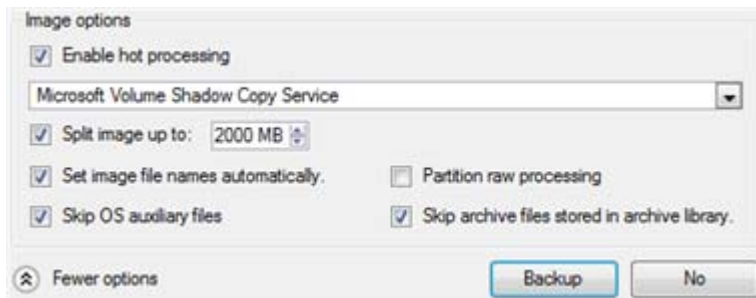 Image options
Enable hot processing
Microsoft Volume Shadow Copy Service
Split image up to: 2000 MB
Set image file names automatically. Partition raw processing
Skip OS auxiliary files Skip archive files stored in archive library.
Fewer options Backup No